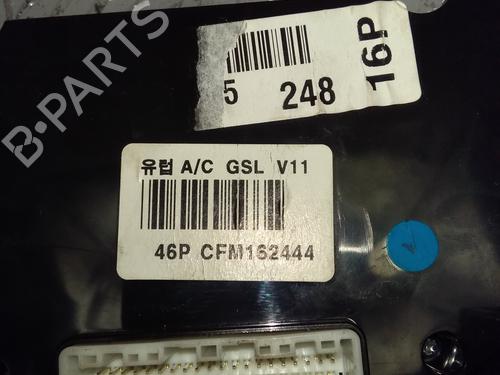 B-PARTS
5 248
16P
유럽 A/C GSL V11
46P CFM162444